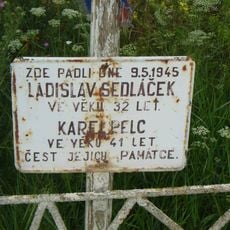 ZDE PADLI DNE 9.5.1945
LADISLAV SEDLÁČEK
VE VĚKU 32 LET.
KAREL PELC
VE VĚKU 41 LET
ČEST JEJICH PAMÁTCE.